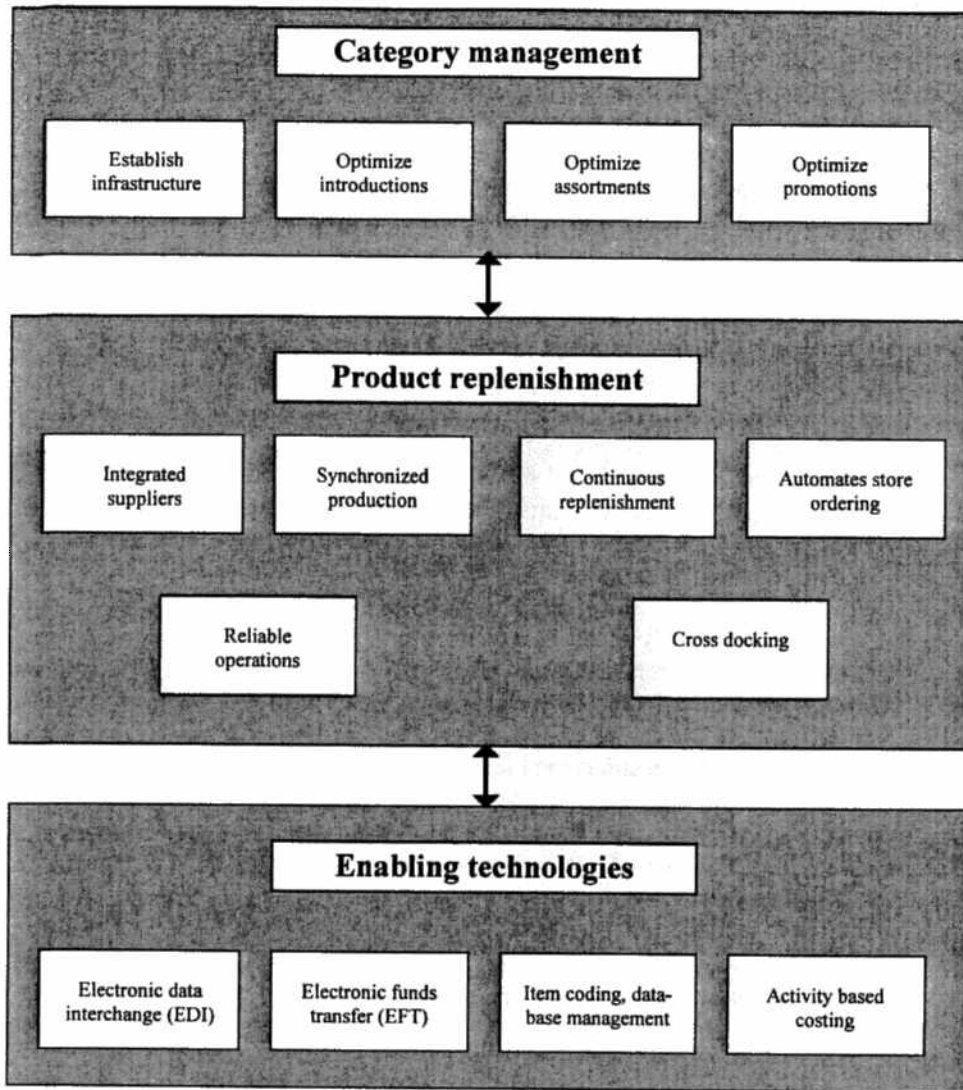 Category management
Establish
infrastructure
Optimize
introductions
Optimize
assortments
Optimize
promotions
Product replenishment
Integrated
suppliers
Synchronized
production
Continuous
replenishment
Automates store
ordering
Reliable
operations
Cross docking
Enabling technologies
Electronic data
interchange (EDI)
Electronic funds
transfer (EFT)
Item coding, data-
base management
Activity based
costing